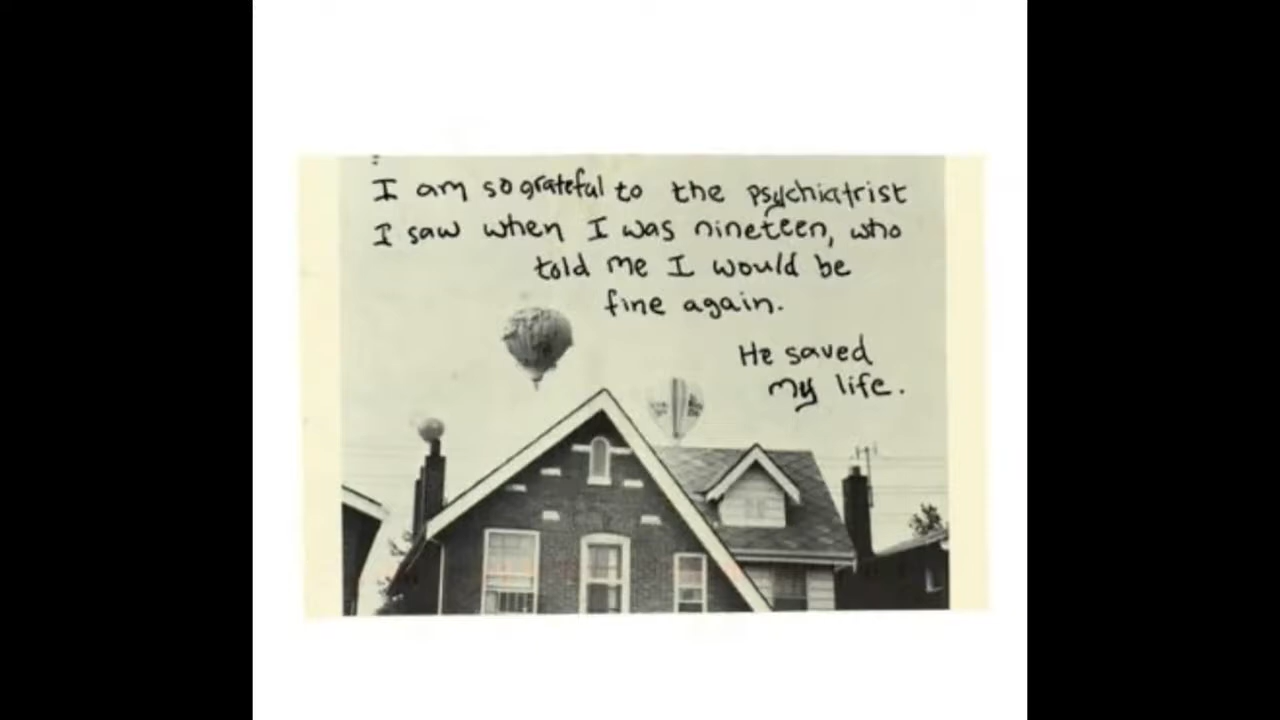 I am so grateful to the psychiatrist
I saw when I was nineteen, who
told me I would be
fine again.
He saved
my life.